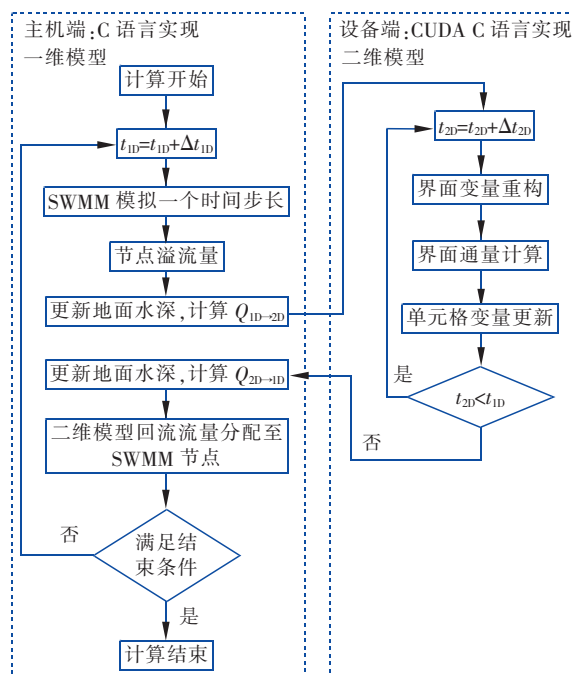 主机端:C 语言实现
一维模型
计算开始
t1D=t1D+Δt1D
SWMM 模拟一个时间步长
节点溢流量
更新地面水深,计算 Q1D→2D
更新地面水深,计算 Q2D→1D
二维模型回流流量分配至
SWMM 节点
否
满足结
束条件
是
计算结束
设备端:CUDA C 语言实现
二维模型
t2D=t2D+Δt2D
界面变量重构
界面通量计算
单元格变量更新
是
t2D<t1D
否